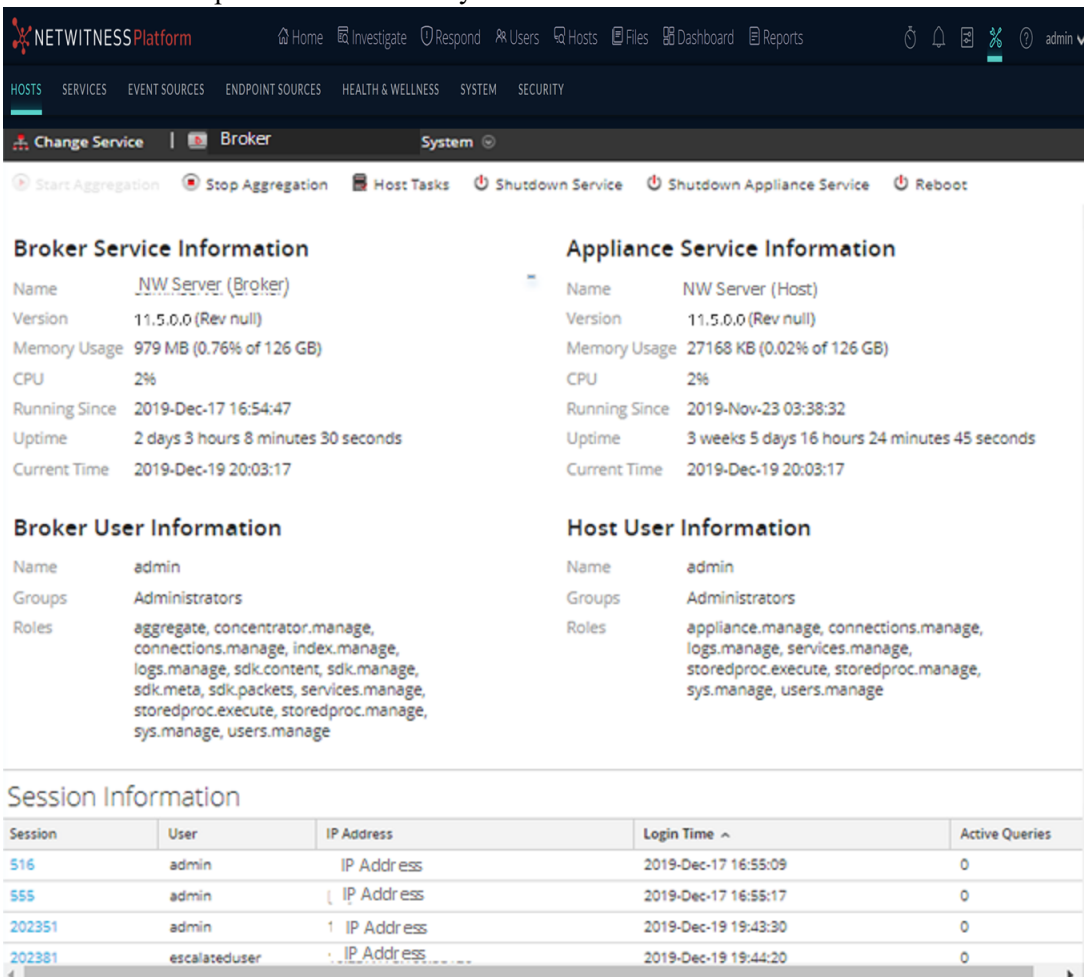 NETWITNESS Platform Home Investigate Respond Users Hosts Files Dashboard Reports admin
HOSTS SERVICES EVENT SOURCES ENDPOINT SOURCES HEALTH & WELLNESS SYSTEM SECURITY
Change Service | Broker System
Start Aggregation Stop Aggregation Host Tasks Shutdown Service Shutdown Appliance Service Reboot
Broker Service Information
Name NW Server (Broker)
Version 11.5.0.0 (Rev null)
Memory Usage 979 MB (0.76% of 126 GB)
CPU 2%
Running Since 2019-Dec-17 16:54:47
Uptime 2 days 3 hours 8 minutes 30 seconds
Current Time 2019-Dec-19 20:03:17
Appliance Service Information
Name NW Server (Host)
Version 11.5.0.0 (Rev null)
Memory Usage 27168 KB (0.02% of 126 GB)
CPU 2%
Running Since 2019-Nov-23 03:38:32
Uptime 3 weeks 5 days 16 hours 24 minutes 45 seconds
Current Time 2019-Dec-19 20:03:17
Broker User Information
Name admin
Groups Administrators
Roles aggregate, concentrator.manage,
connections.manage, index.manage,
logs.manage, sdk.content, sdk.manage,
sdk.meta, sdk.packets, services.manage,
storedproc.execute, storedproc.manage,
sys.manage, users.manage
Host User Information
Name admin
Groups Administrators
Roles appliance.manage, connections.manage,
logs.manage, services.manage,
storedproc.execute, storedproc.manage,
sys.manage, users.manage
Session Information
Session User IP Address Login Time Active Queries
516 admin IP Address 2019-Dec-17 16:55:09 0
555 admin IP Address 2019-Dec-17 16:55:17 0
202351 admin 1 IP Address 2019-Dec-19 19:43:30 0
202381 escalateduser IP Address 2019-Dec-19 19:44:20 0